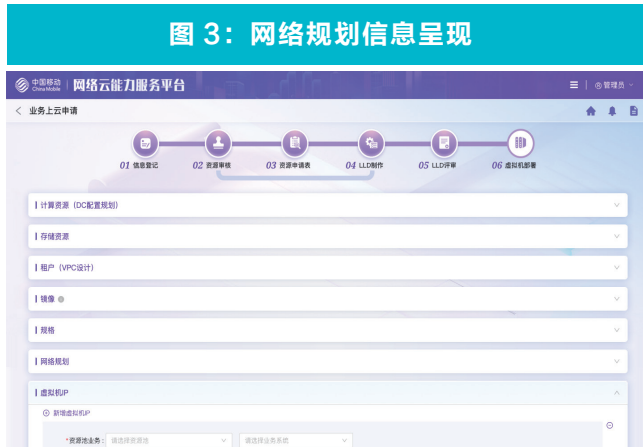 图 3：网络规划信息呈现
中国移动 China Mobile | 网络云能力服务平台 管理员
< 业务上云申请
01 信息登记 02 资源审核 03 资源申请表 04 LLD制作 05 LLD评审 06 虚拟机部署
计算资源（DC配置规划）
存储资源
租户（VPC设计）
镜像
规格
网络规划
虚拟机IP
新增虚拟机IP
*资源池业务： 请选择资源池 请选择业务系统